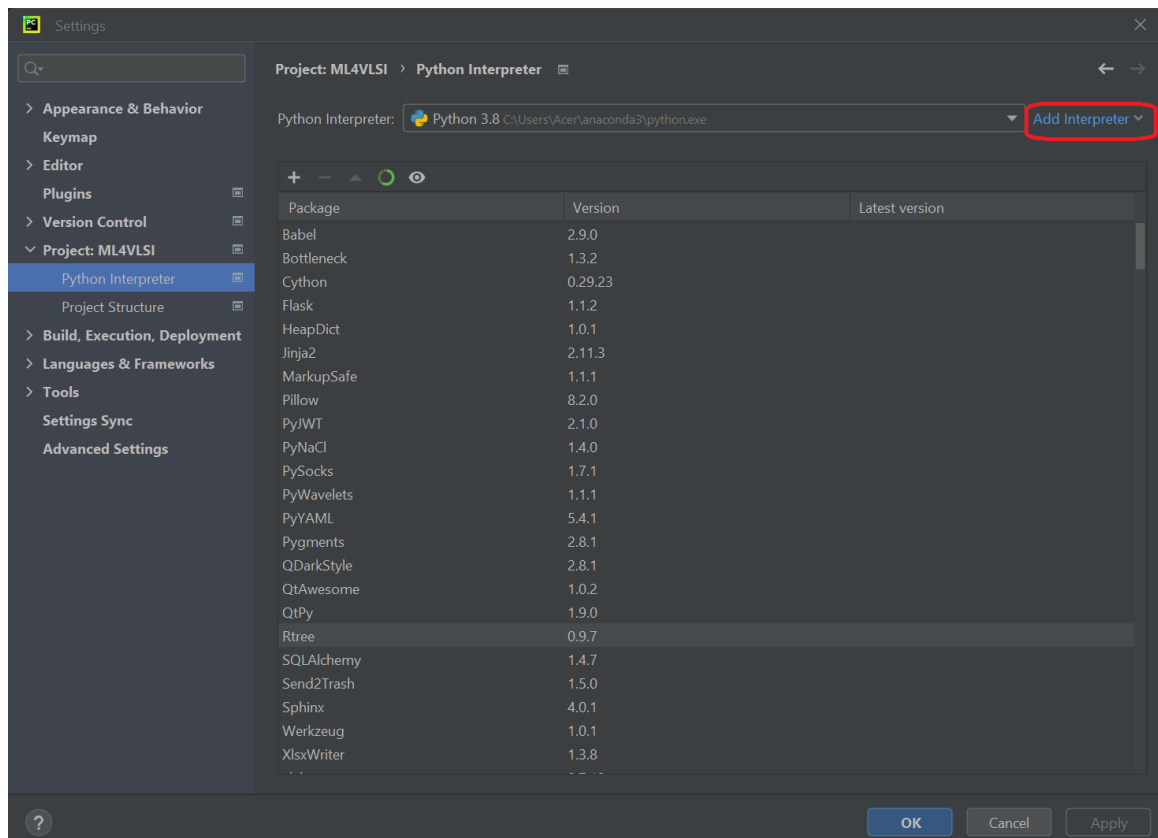 PC
Settings
Project: ML4VLSI › Python Interpreter
Appearance & Behavior
Keymap
Editor
Plugins
Version Control
Project: ML4VLSI
Python Interpreter
Project Structure
Build, Execution, Deployment
Languages & Frameworks
Tools
Settings Sync
Advanced Settings
Python Interpreter: Python 3.8 C:\Users\Acer\anaconda3\python.exe Add Interpreter
Package Version Latest version
Babel 2.9.0
Bottleneck 1.3.2
Cython 0.29.23
Flask 1.1.2
HeapDict 1.0.1
Jinja2 2.11.3
MarkupSafe 1.1.1
Pillow 8.2.0
PyJWT 2.1.0
PyNaCl 1.4.0
PySocks 1.7.1
PyWavelets 1.1.1
PyYAML 5.4.1
Pygments 2.8.1
QDarkStyle 2.8.1
QtAwesome 1.0.2
QtPy 1.9.0
Rtree 0.9.7
SQLAlchemy 1.4.7
Send2Trash 1.5.0
Sphinx 4.0.1
Werkzeug 1.0.1
XlsxWriter 1.3.8
?
OK Cancel Apply